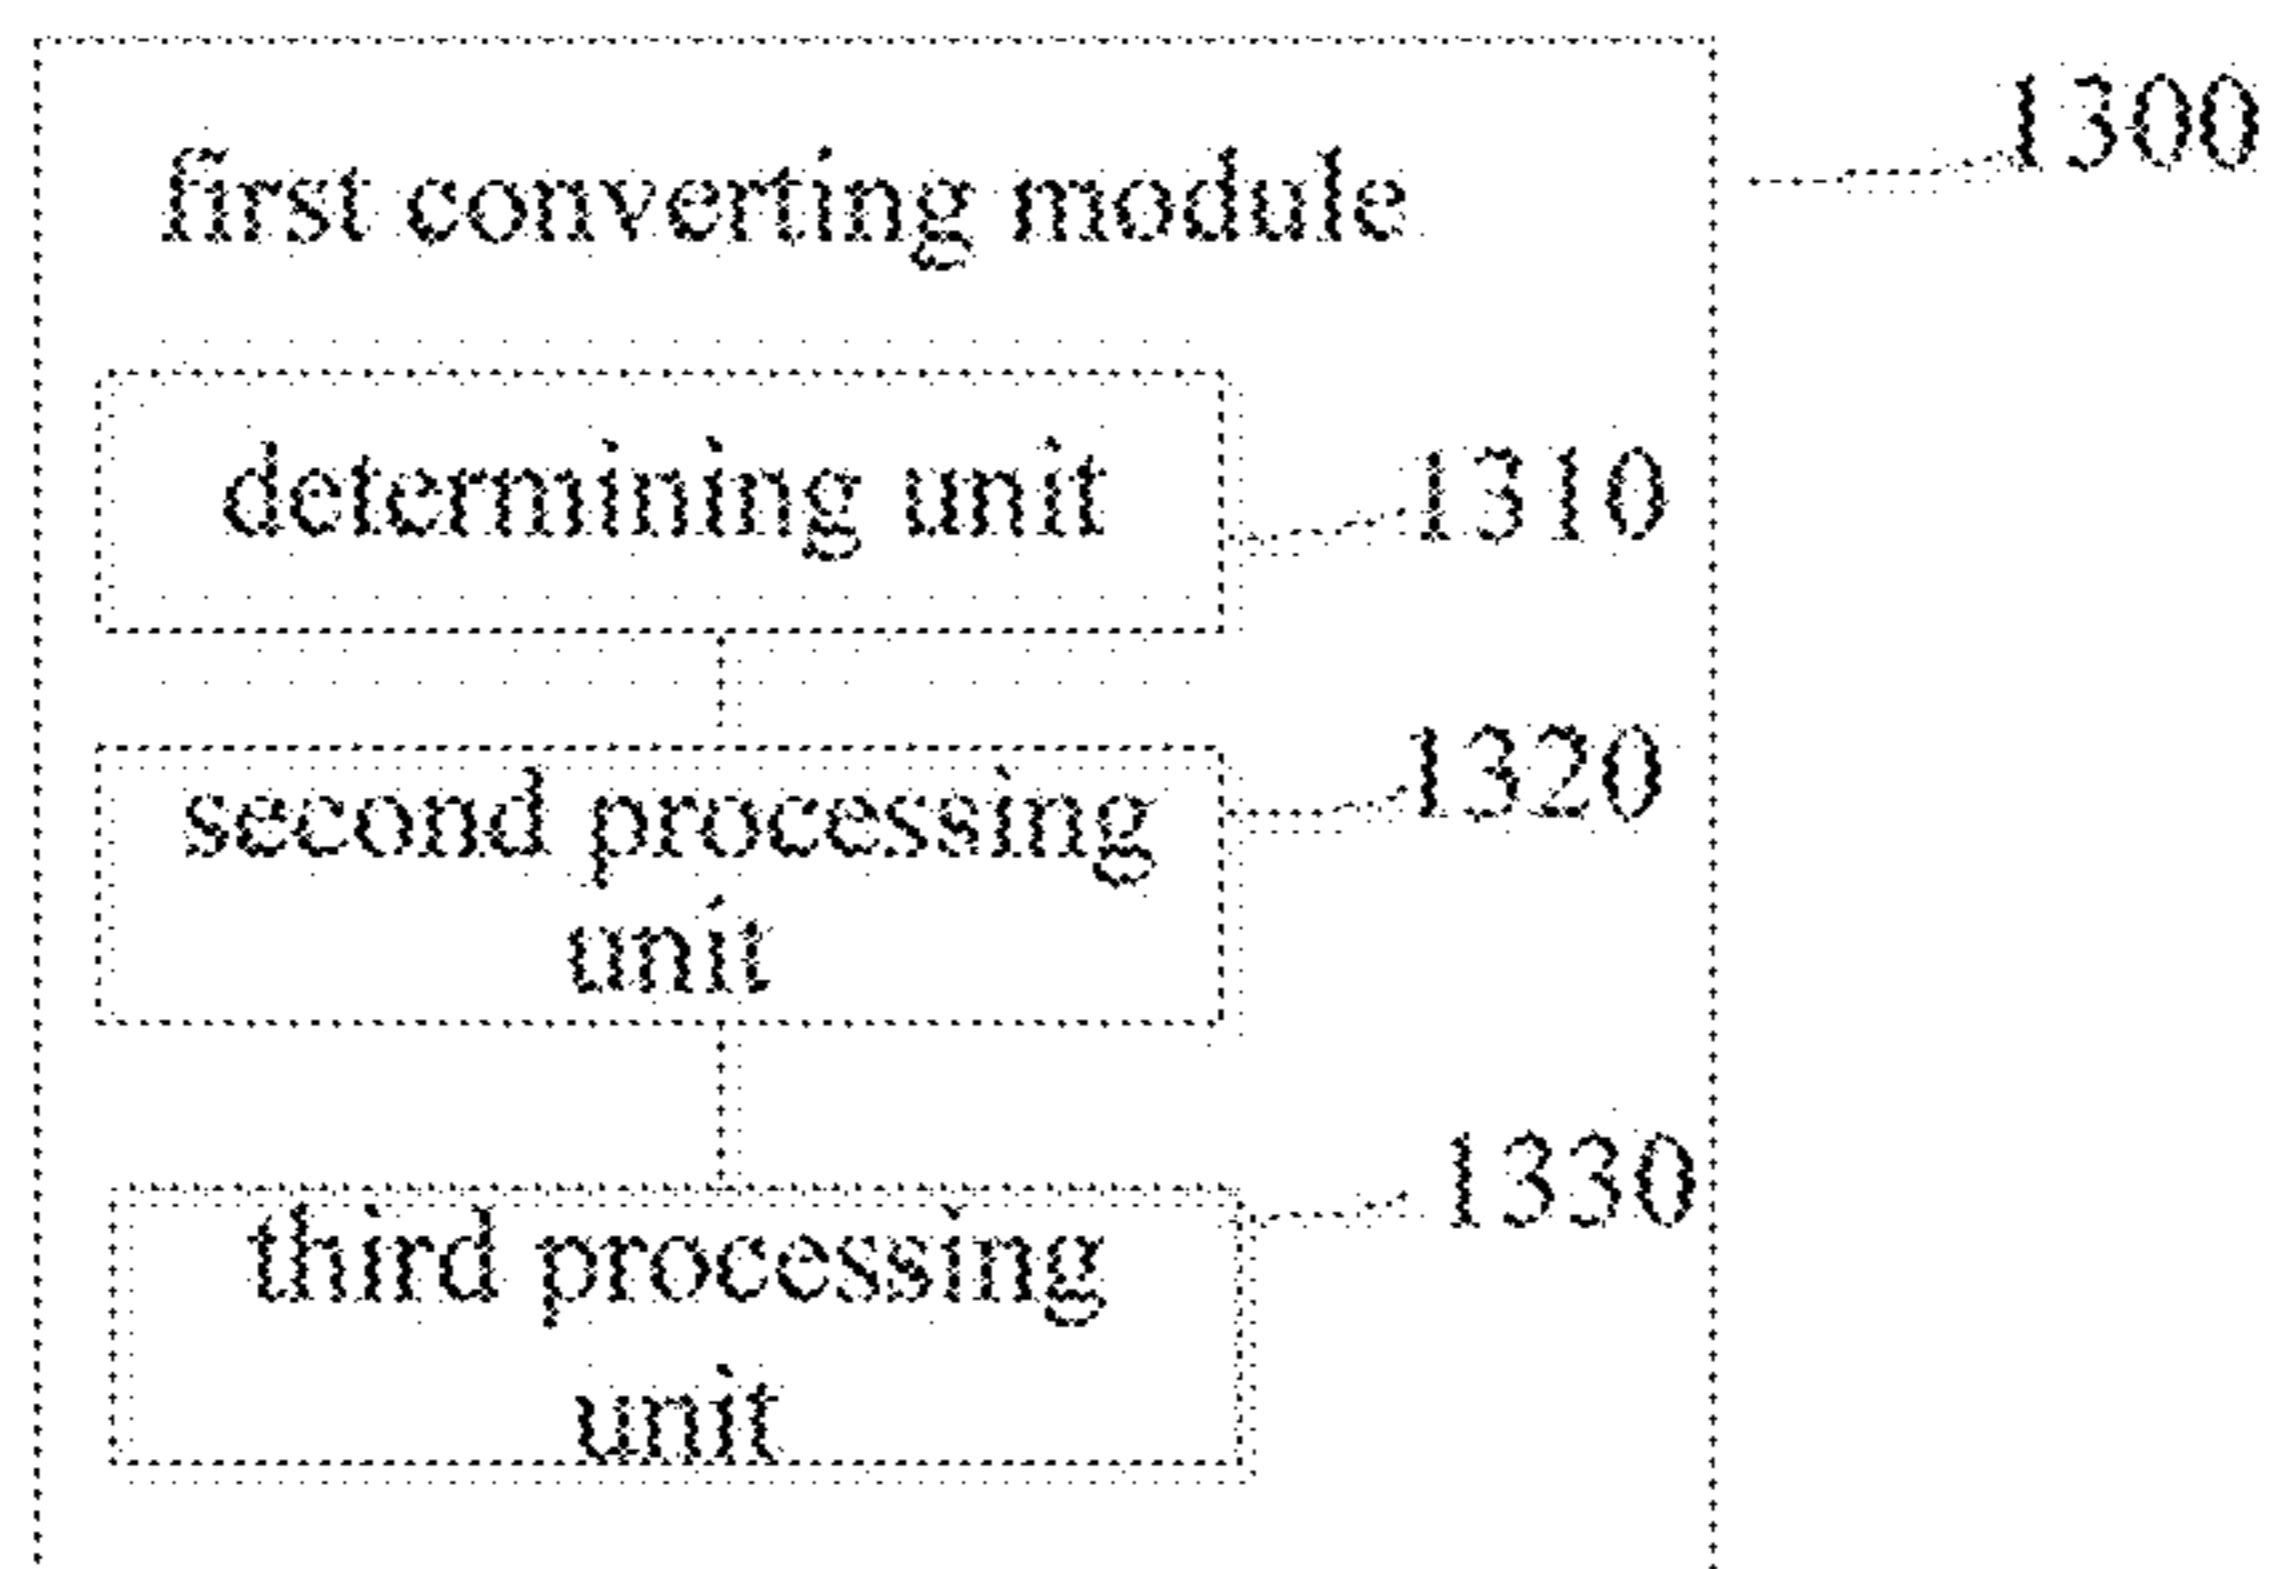 1300
first converting module
determining unit
1310
second processing
unit
1320
third processing
unit
1330